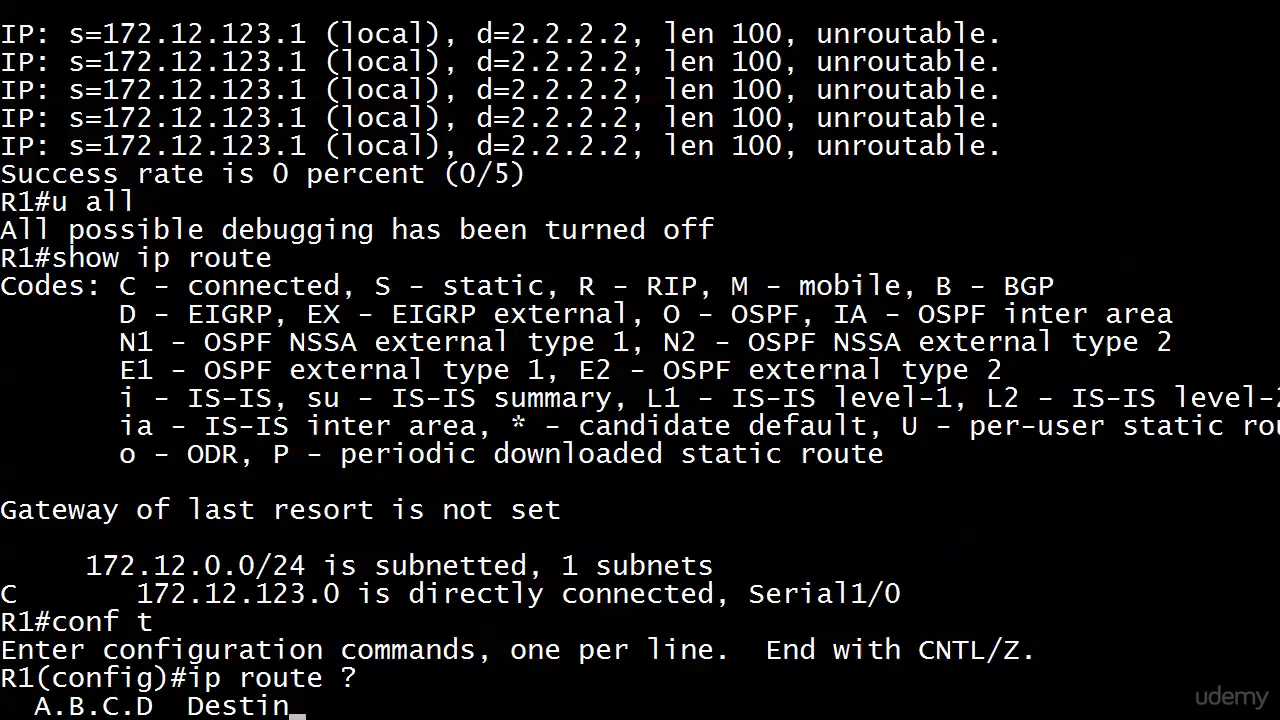 IP: s=172.12.123.1 (local), d=2.2.2.2, len 100, unroutable.
IP: s=172.12.123.1 (local), d=2.2.2.2, len 100, unroutable.
IP: s=172.12.123.1 (local), d=2.2.2.2, len 100, unroutable.
IP: s=172.12.123.1 (local), d=2.2.2.2, len 100, unroutable.
IP: s=172.12.123.1 (local), d=2.2.2.2, len 100, unroutable.
Success rate is 0 percent (0/5)
R1#u all
All possible debugging has been turned off
R1#show ip route
Codes: C - connected, S - static, R - RIP, M - mobile, B - BGP
       D - EIGRP, EX - EIGRP external, O - OSPF, IA - OSPF inter area
       N1 - OSPF NSSA external type 1, N2 - OSPF NSSA external type 2
       E1 - OSPF external type 1, E2 - OSPF external type 2
       i - IS-IS, su - IS-IS summary, L1 - IS-IS level-1, L2 - IS-IS level-2
       ia - IS-IS inter area, * - candidate default, U - per-user static rou
       o - ODR, P - periodic downloaded static route
Gateway of last resort is not set
     172.12.0.0/24 is subnetted, 1 subnets
C       172.12.123.0 is directly connected, Serial1/0
R1#conf t
Enter configuration commands, one per line.  End with CNTL/Z.
R1(config)#ip route ?
  A.B.C.D  Destin
udemy